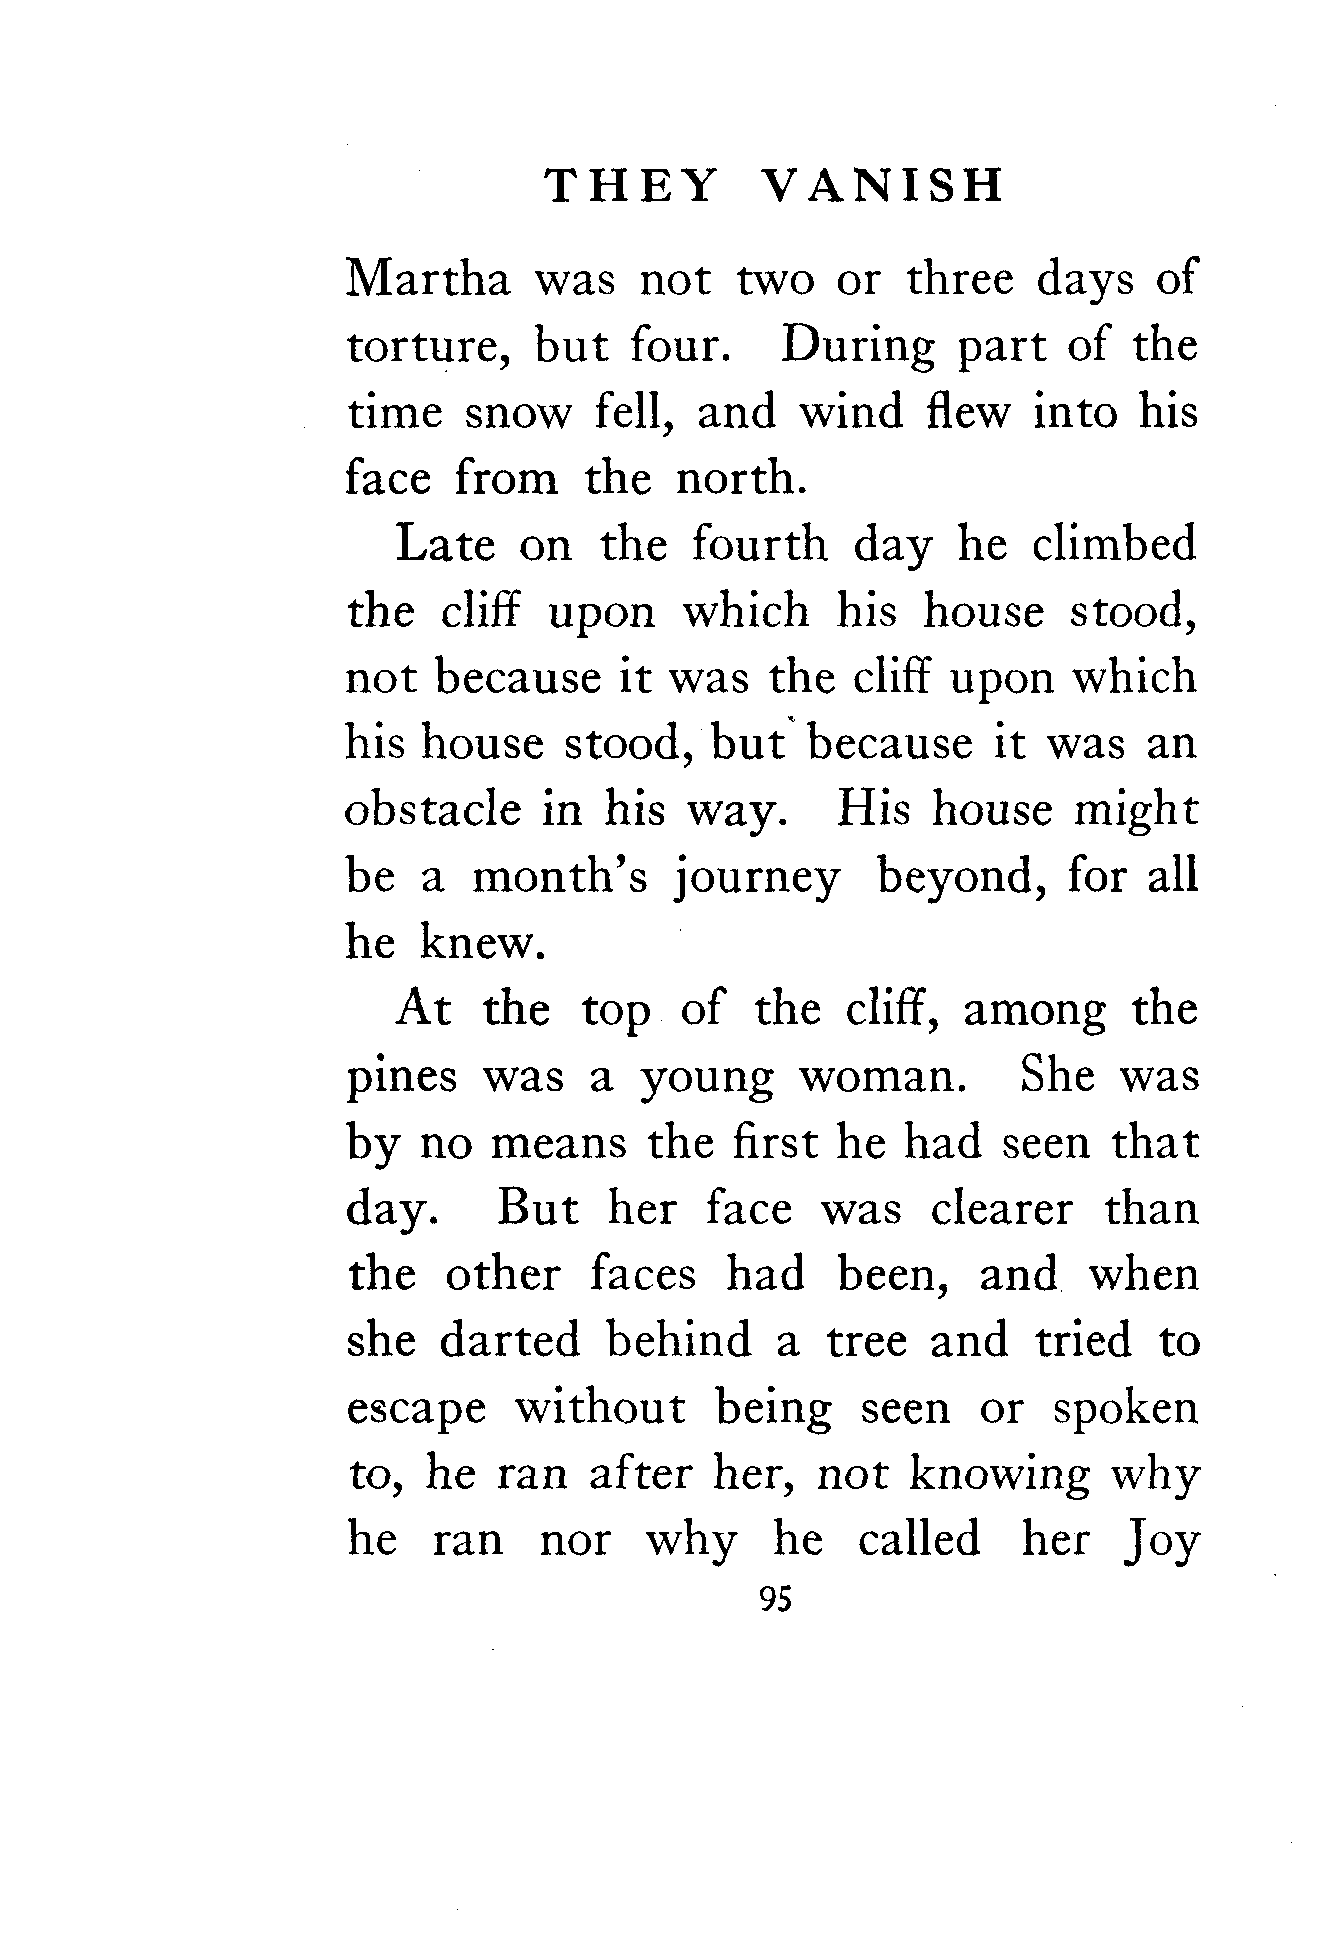 THEY VANISH
Martha was not two or three days of
torture, but four. During part of the
time snow fell, and wind flew into his
face from the north.
Late on the fourth day he climbed
the cliff upon which his house stood,
not because it was the cliff upon which
his house stood, but because it was an
obstacle in his way. His house might
be a month's journey beyond, for all
he knew.
At the top of the cliff, among the
pines was a young woman. She was
by no means the first he had seen that
day. But her face was clearer than
the other faces had been, and when
she darted behind a tree and tried to
escape without being seen or spoken
to, he ran after her, not knowing why
he ran nor why he called her Joy
95